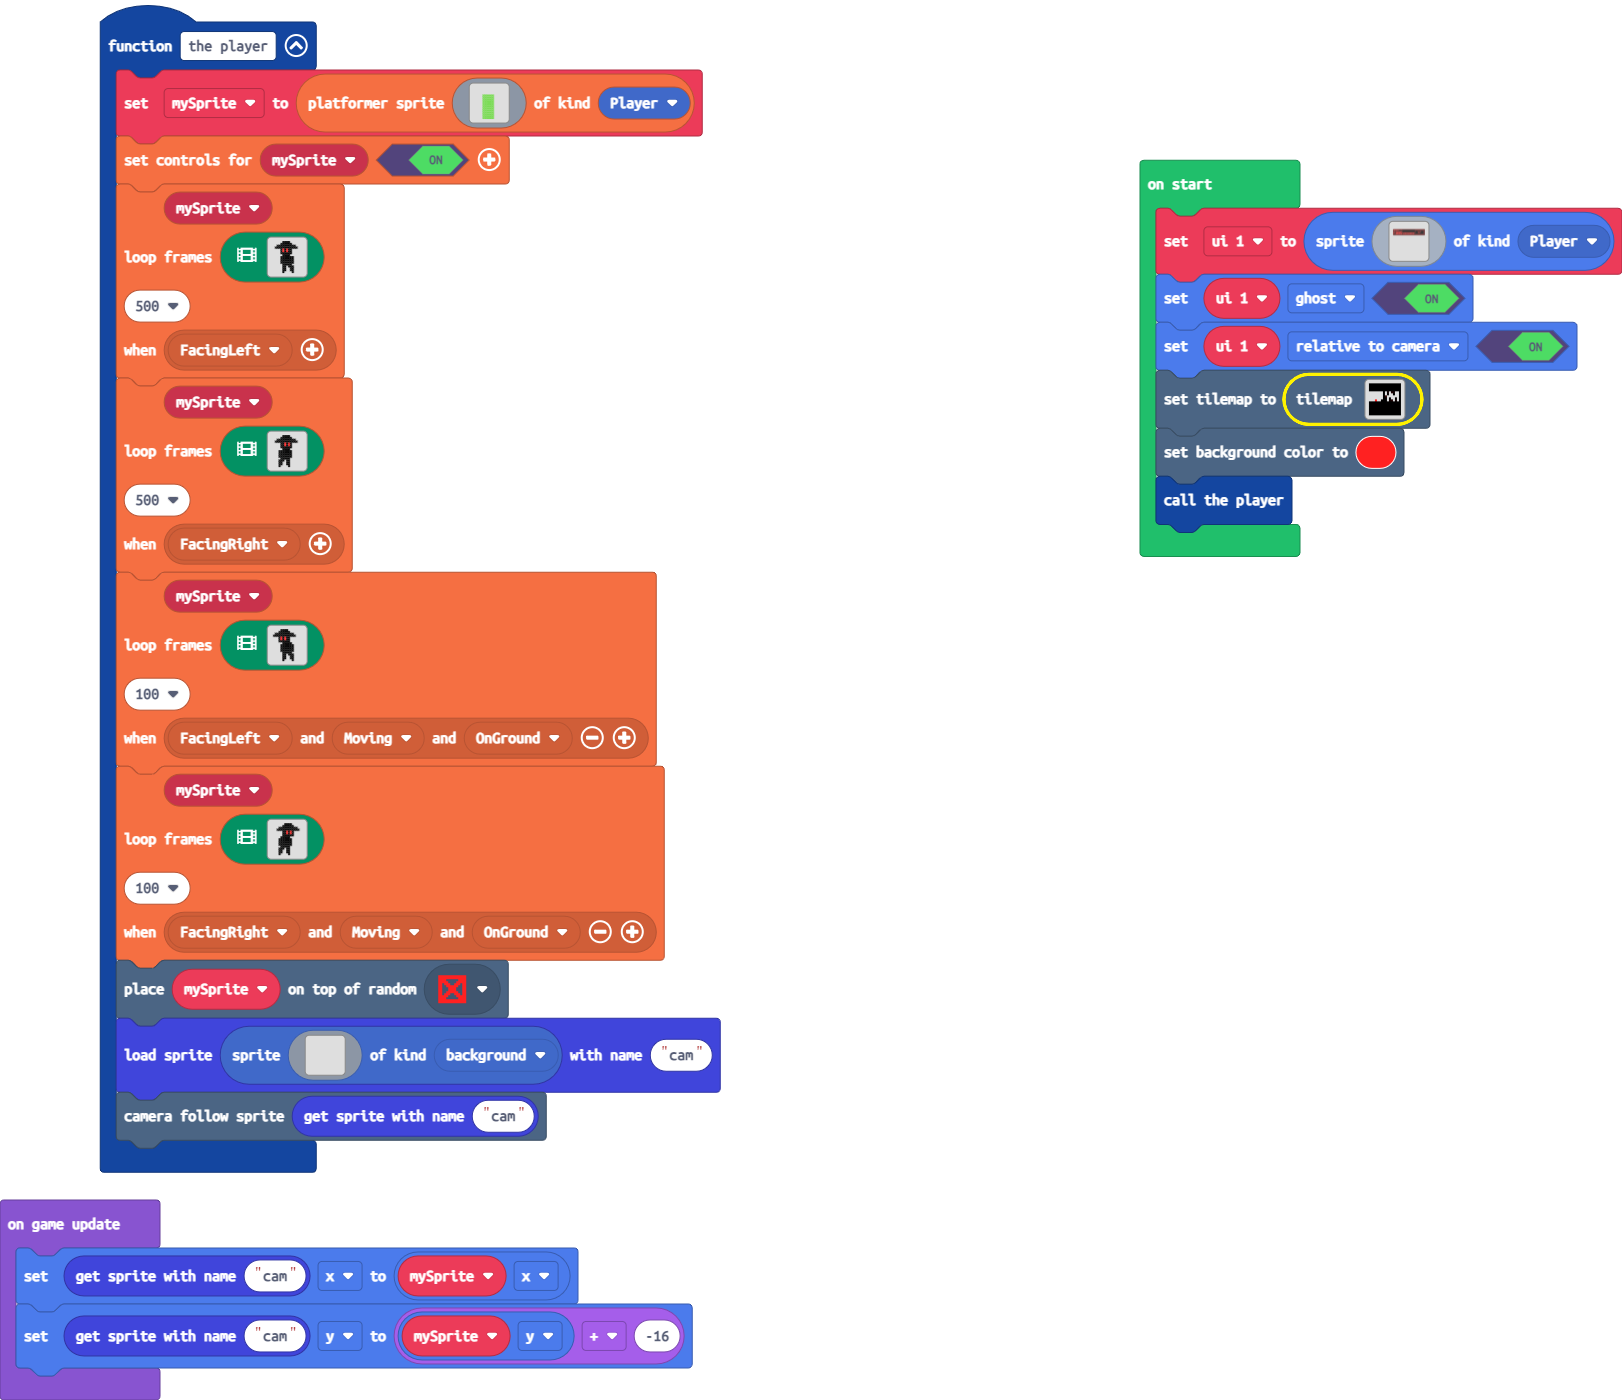 function the player
set mySprite to platformer sprite of kind Player
set controls for mySprite ON
mySprite
loop frames
500
when FacingLeft
mySprite
loop frames
500
when FacingRight
mySprite
loop frames
100
when FacingLeft and Moving and OnGround
mySprite
loop frames
100
when FacingRight and Moving and OnGround
place mySprite on top of random
load sprite sprite of kind background with name "cam"
camera follow sprite get sprite with name "cam"
on game update
set get sprite with name "cam" x to mySprite x
set get sprite with name "cam" y to mySprite y + -16
on start
set ui 1 to sprite of kind Player
set ui 1 ghost ON
set ui 1 relative to camera ON
set tilemap to tilemap
set background color to
call the player